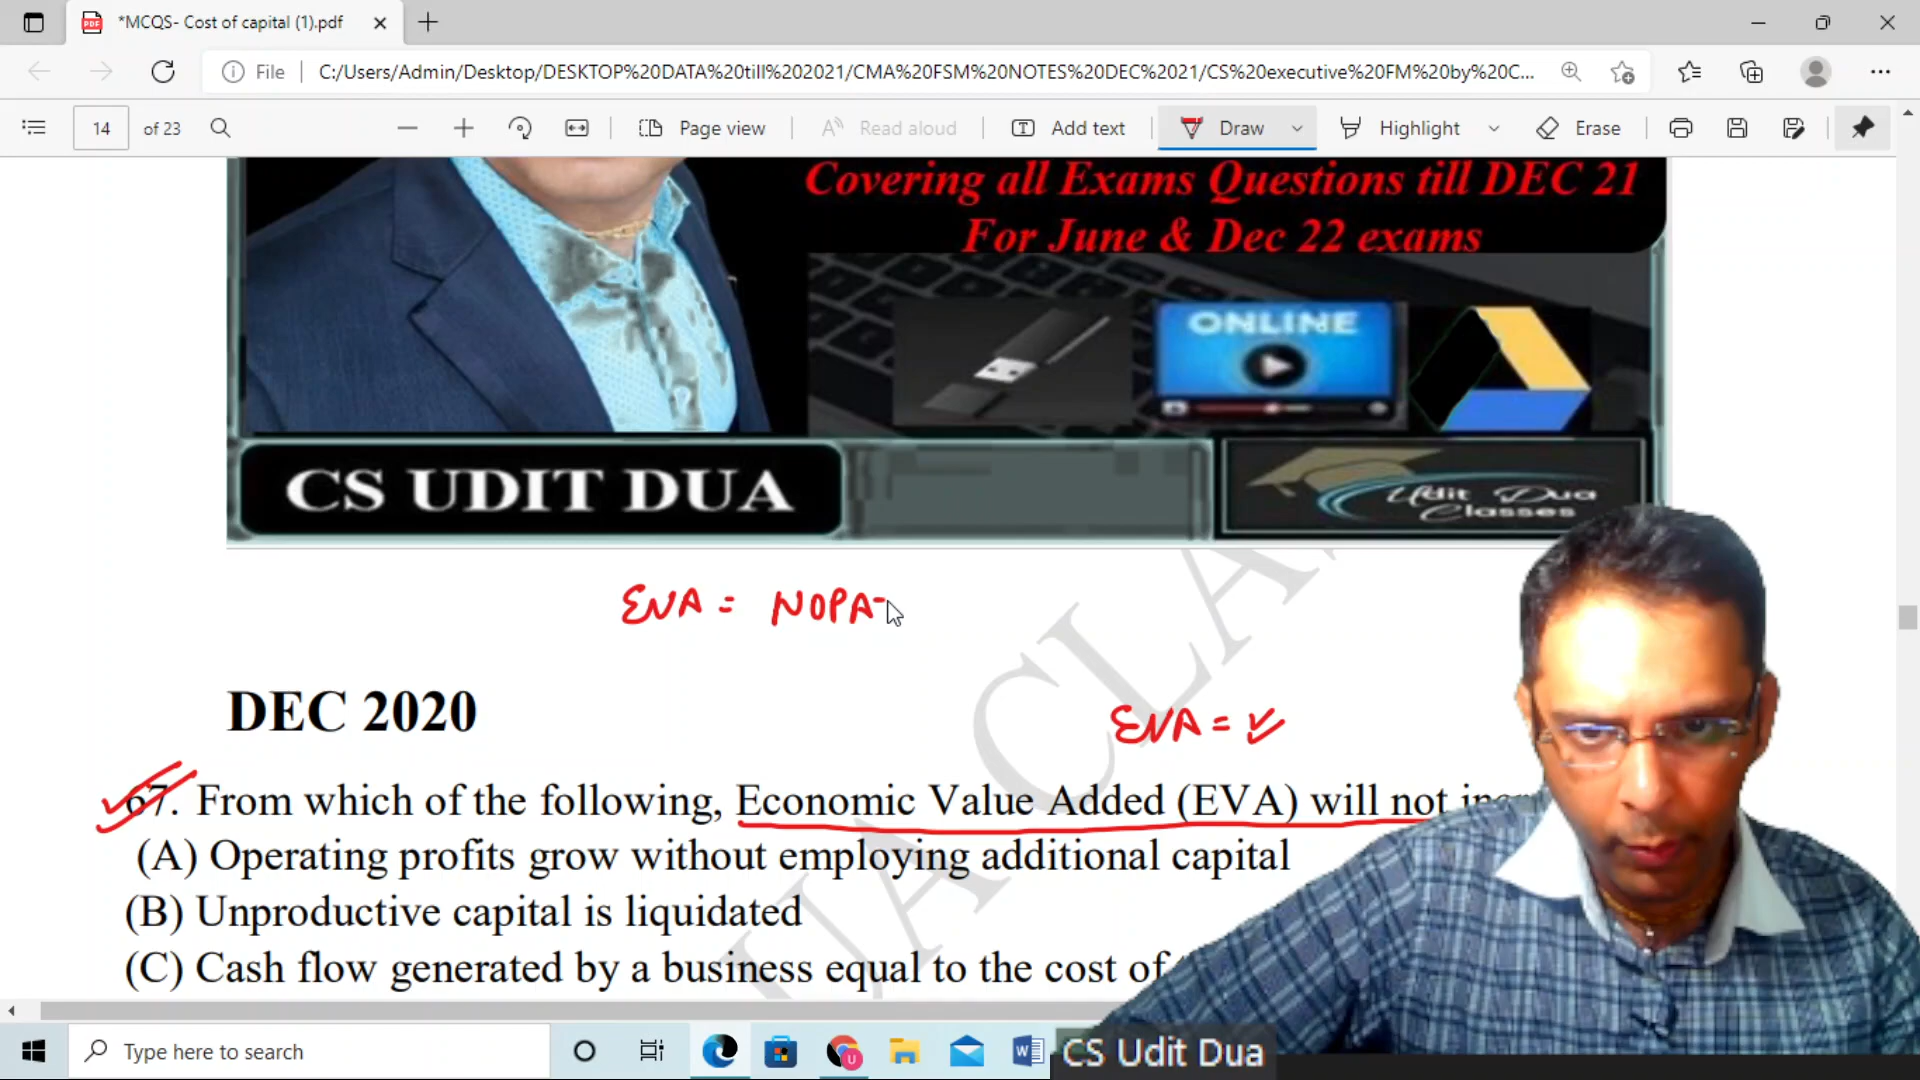 *MCQS- Cost of capital (1).pdf
File
C:/Users/Admin/Desktop/DESKTOP%20DATA%20till%202021/CMA%20FSM%20NOTES%20DEC%2021/CS%20executive%20FM%20by%20C...
14 of 23
Page view
Read aloud
Add text
Draw
Highlight
Erase
Covering all Exams Questions till DEC 21
For June & Dec 22 exams
ONLINE
CS UDIT DUA
Udit Dua
Classes
EVA = NOPAT
DEC 2020
EVA =
67. From which of the following, Economic Value Added (EVA) will not
(A) Operating profits grow without employing additional capital
(B) Unproductive capital is liquidated
(C) Cash flow generated by a business equal to the cost of
Type here to search
CS Udit Dua